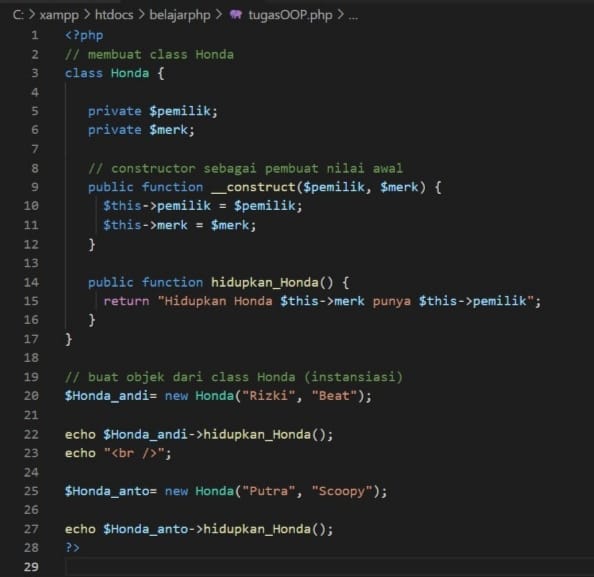 C: > xampp > htdocs > belajarphp > tugasOOP.php > ...
1 <?php
2 // membuat class Honda
3 class Honda {
4
5 private $pemilik;
6 private $merk;
7
8 // constructor sebagai pembuat nilai awal
9 public function __construct($pemilik, $merk) {
10 $this->pemilik = $pemilik;
11 $this->merk = $merk;
12 }
13
14 public function hidupkan_Honda() {
15 return "Hidupkan Honda $this->merk punya $this->pemilik";
16 }
17 }
18
19 // buat objek dari class Honda (instansiasi)
20 $Honda_andi= new Honda("Rizki", "Beat");
21
22 echo $Honda_andi->hidupkan_Honda();
23 echo "<br />";
24
25 $Honda_anto= new Honda("Putra", "Scoopy");
26
27 echo $Honda_anto->hidupkan_Honda();
28 ?>
29